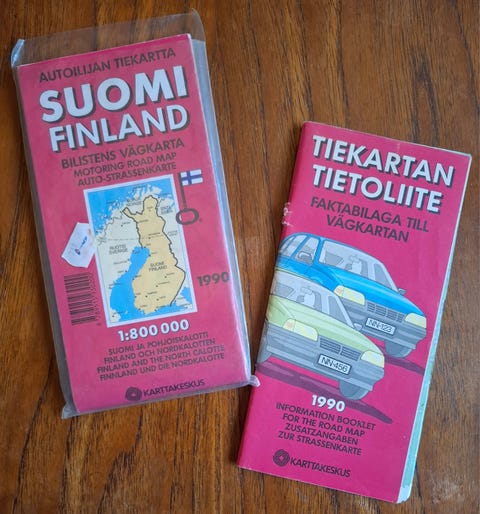 AUTOILIJAN TIEKARTTA
SUOMI
FINLAND
BILISTENS VÄGKARTA
MOTORING ROAD MAP
AUTO-STRASSENKARTE
RUOTSI
SVERIGE
SUOMI
FINLAND
1990
1:800 000
SUOMI JA POHJOISKALOTTI
FINLAND OCH NORDKALOTTEN
FINLAND AND THE NORTH CALOTTE
FINNLAND UND DIE NORDKALOTTE
KARTTAKESKUS
TIEKARTAN
TIETOLIITE
FAKTABILAGA TILL
VÄGKARTAN
NN-123
NN-456
1990
INFORMATION BOOKLET
FOR THE ROAD MAP
ZUSATZANGABEN
ZUR STRASSENKARTE
KARTTAKESKUS